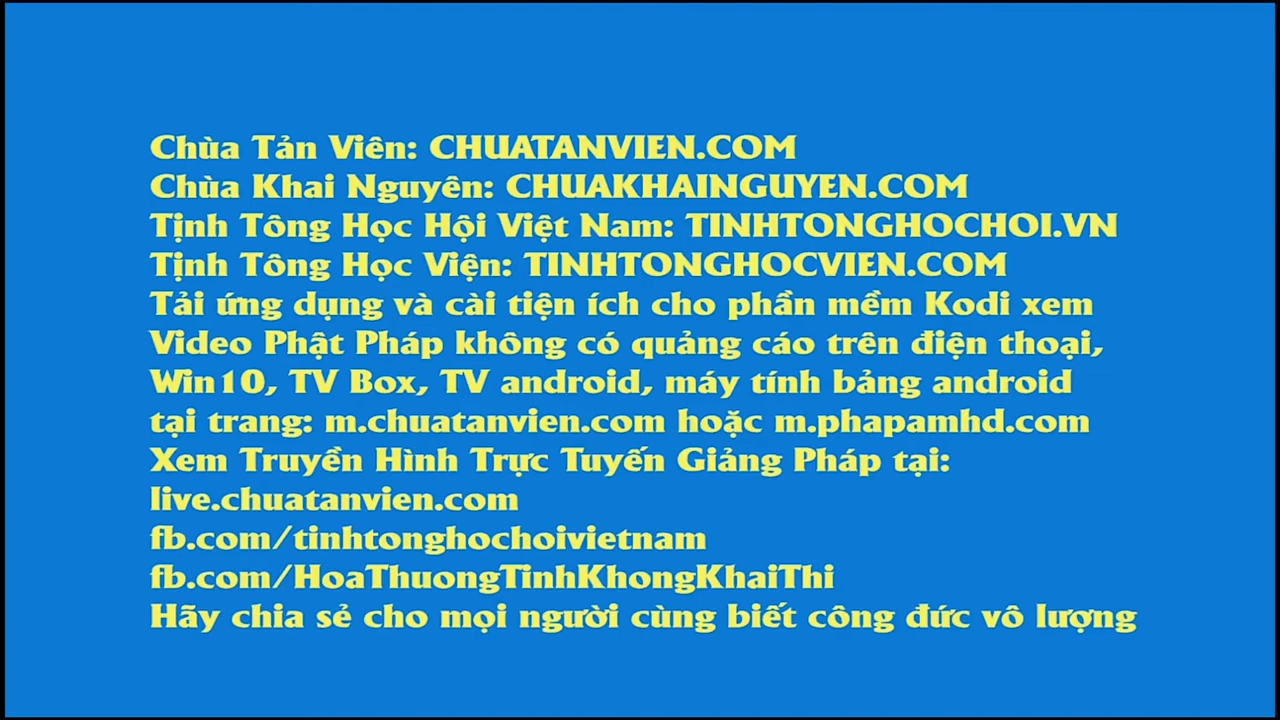 Chùa Tản Viên: CHUATANVIEN.COM
Chùa Khai Nguyên: CHUAKHAINGUYEN.COM
Tịnh Tông Học Hội Việt Nam: TINHTONGHOCHOI.VN
Tịnh Tông Học Viện: TINHTONGHOCVIEN.COM
Tải ứng dụng và cài tiện ích cho phần mềm Kodi xem
Video Phật Pháp không có quảng cáo trên điện thoại,
Win10, TV Box, TV android, máy tính bảng android
tại trang: m.chuatanvien.com hoặc m.phapamhd.com
Xem Truyền Hình Trực Tuyến Giảng Pháp tại:
live.chuatanvien.com
fb.com/tinhtonghochoivietnam
fb.com/HoaThuongTinhKhongKhaiThi
Hãy chia sẻ cho mọi người cùng biết công đức vô lượng